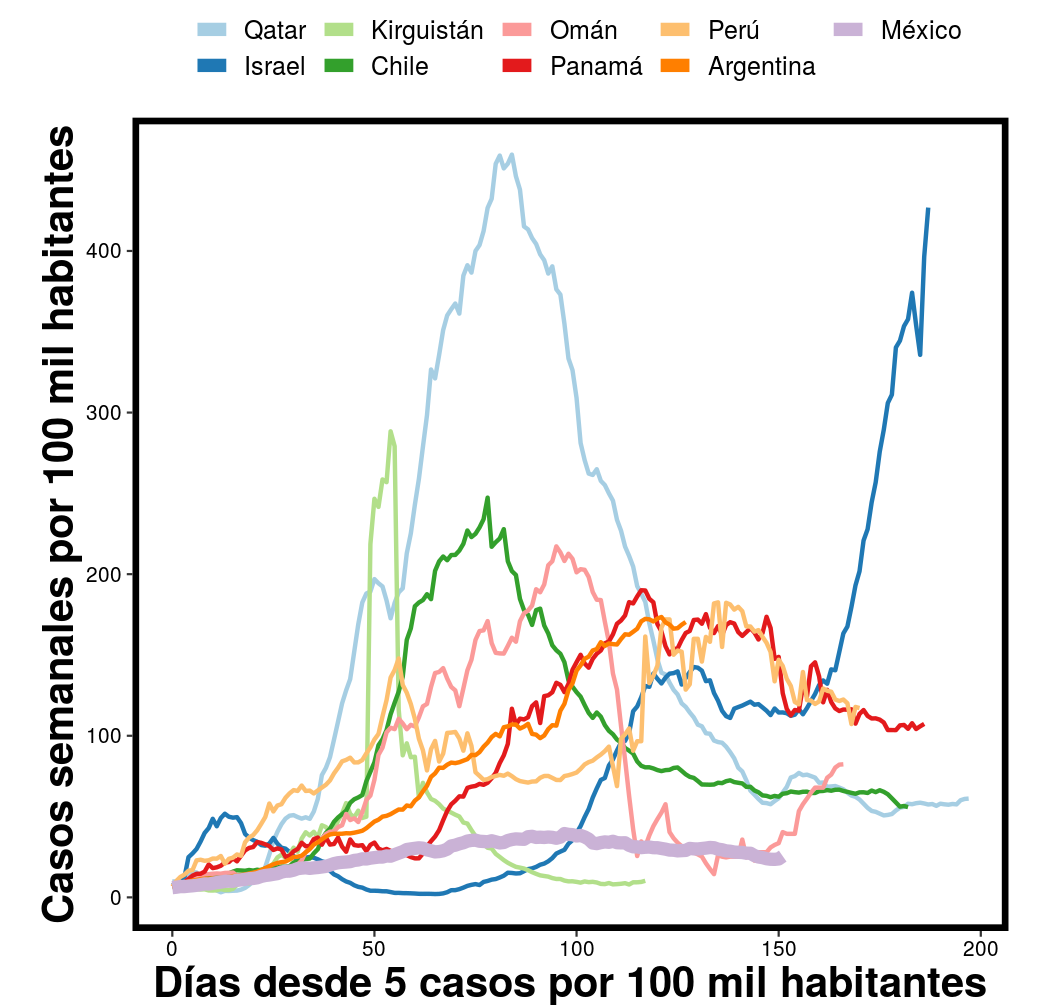 Qatar Kirguistán Omán Perú México
Israel Chile Panamá Argentina
Casos semanales por 100 mil habitantes
400
300
200
100
0
0 50 100 150 200
Días desde 5 casos por 100 mil habitantes